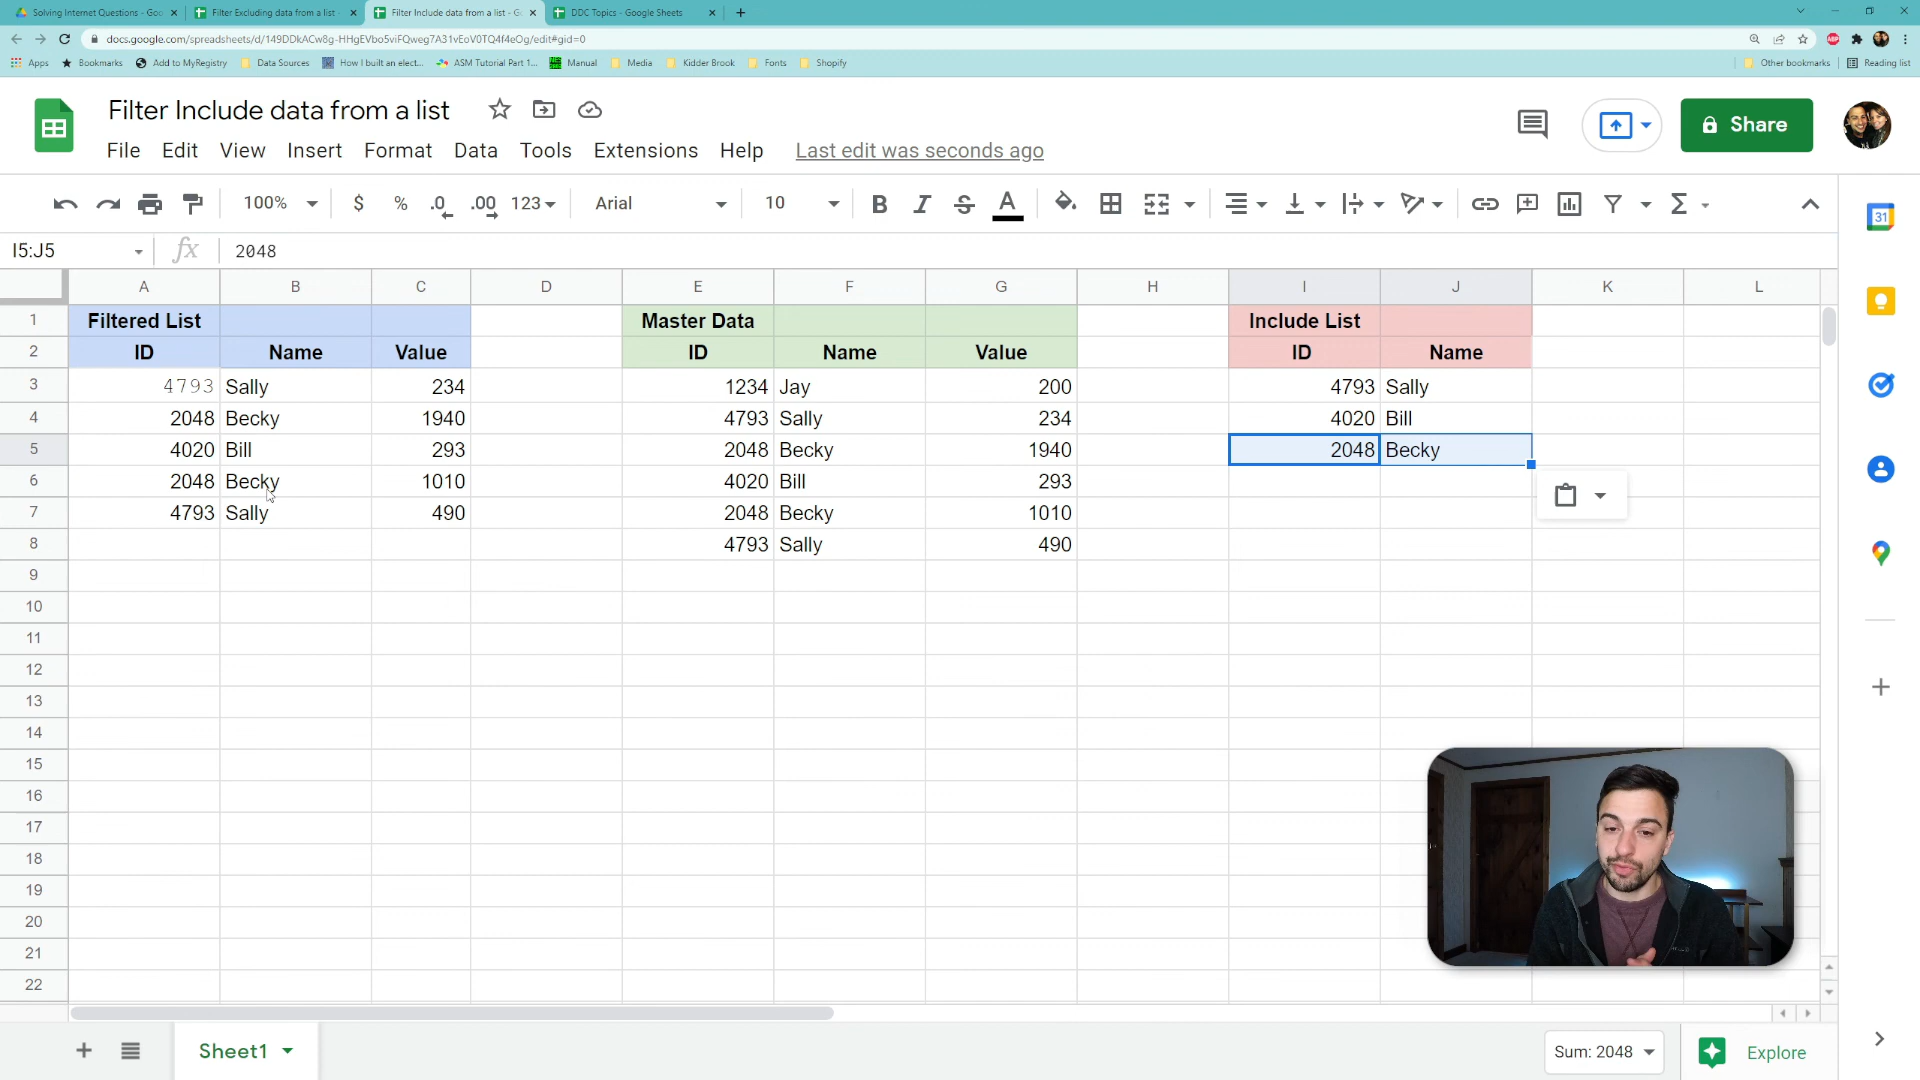 Solving Internet Questions - Goo
Filter Excluding data from a list -
Filter Include data from a list - G
DDC Topics - Google Sheets
docs.google.com/spreadsheets/d/149DDkACw8g-HHgEVbo5viFQweg7A31vEoV0TQ4f4eOg/edit#gid=0
Apps Bookmarks Add to MyRegistry Data Sources How I built an elect... ASM Tutorial Part 1... Manual Media Kidder Brook Fonts Shopify Other bookmarks Reading list
Filter Include data from a list
Share
File Edit View Insert Format Data Tools Extensions Help Last edit was seconds ago
100% $ % .0 .00 123 Arial 10 B I S A
31
I5:J5 fx 2048
A B C D E F G H I J K L
1 Filtered List Master Data Include List
2 ID Name Value ID Name Value ID Name
3 4793 Sally 234 1234 Jay 200 4793 Sally
4 2048 Becky 1940 4793 Sally 234 4020 Bill
5 4020 Bill 293 2048 Becky 1940 2048 Becky
6 2048 Becky 1010 4020 Bill 293
7 4793 Sally 490 2048 Becky 1010
8 4793 Sally 490
9
10
11
12
13
14
15
16
17
18
19
20
21
22
Sheet1 Sum: 2048 Explore